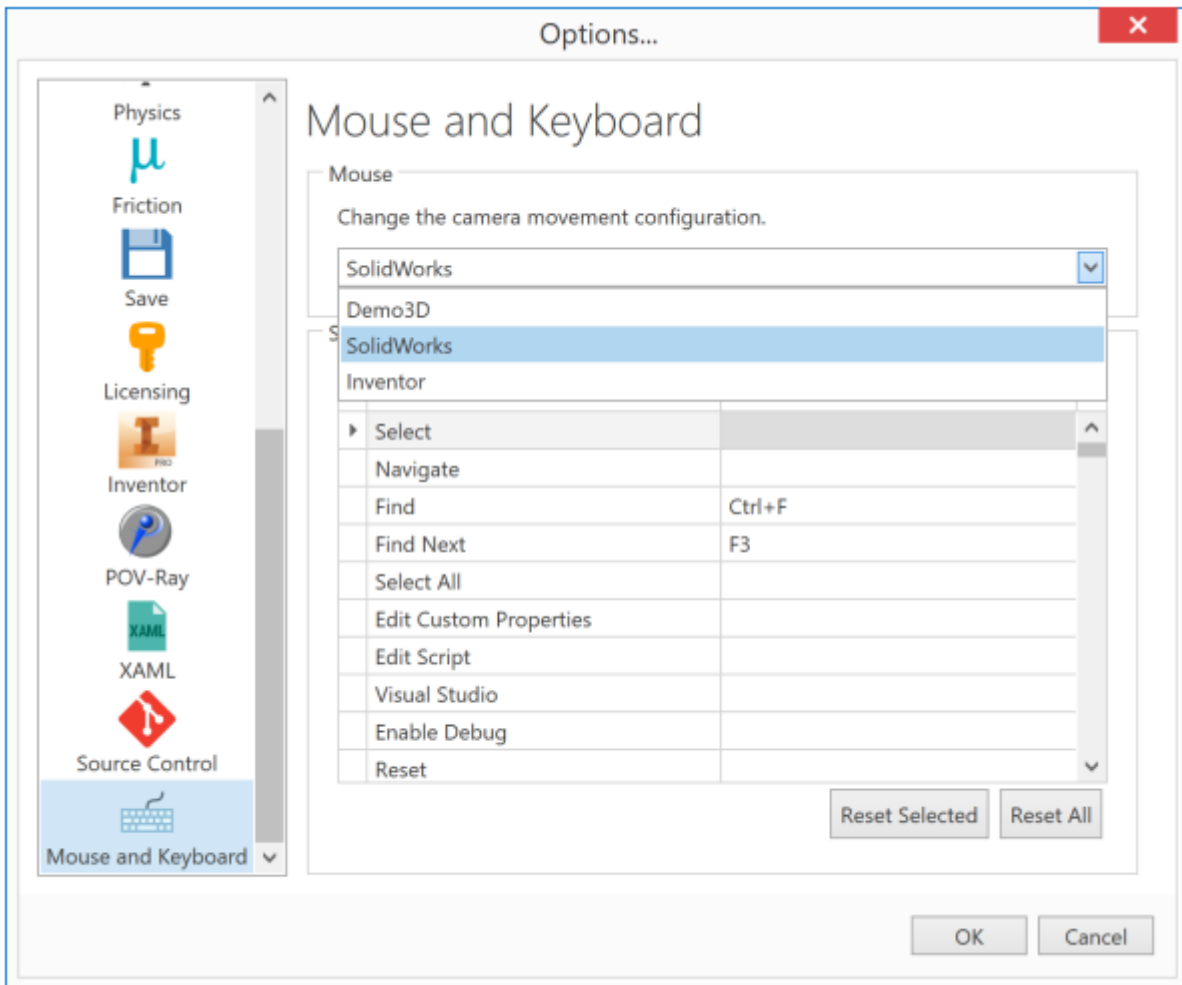 Options...
Physics
μ
Friction
Save
Licensing
PRO
Inventor
POV-Ray
XAML
XAML
Source Control
Mouse and Keyboard
Mouse and Keyboard
Mouse
Change the camera movement configuration.
SolidWorks
Demo3D
SolidWorks
Inventor
Select
Navigate
Find Ctrl+F
Find Next F3
Select All
Edit Custom Properties
Edit Script
Visual Studio
Enable Debug
Reset
Reset Selected Reset All
OK Cancel